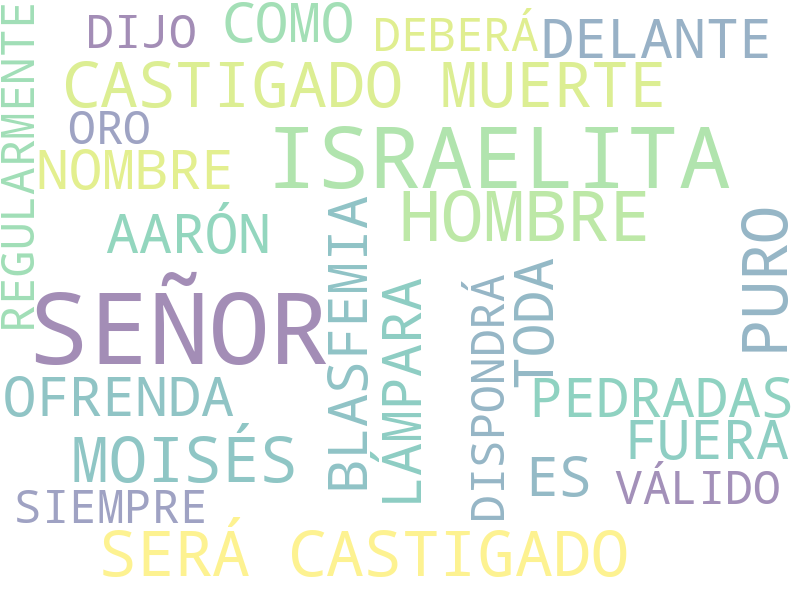 DIJO
COMO
DEBERÁ
DELANTE
REGULARMENTE
CASTIGADO MUERTE
ORO
ISRAELITA
NOMBRE
HOMBRE
AARÓN
BLASFEMIA
PURO
SEÑOR
LÁMPARA
DISPONDRÁ
TODA
OFRENDA
PEDRADAS
FUERA
MOISÉS
ES
VÁLIDO
SIEMPRE
SERÁ CASTIGADO